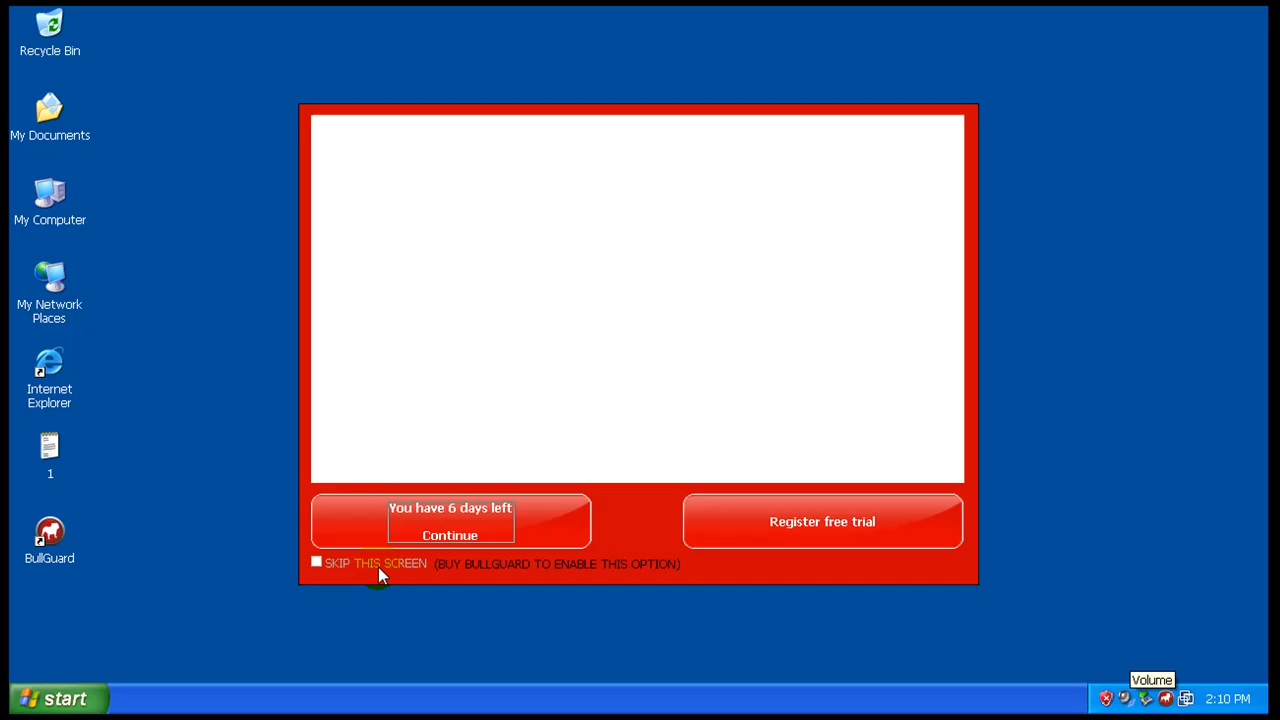 Recycle Bin
My Documents
My Computer
My Network
Places
Internet
Explorer
1
BullGuard
You have 6 days left
Continue
Register free trial
SKIP THIS SCREEN (BUY BULLGUARD TO ENABLE THIS OPTION)
Volume
start
2:10 PM